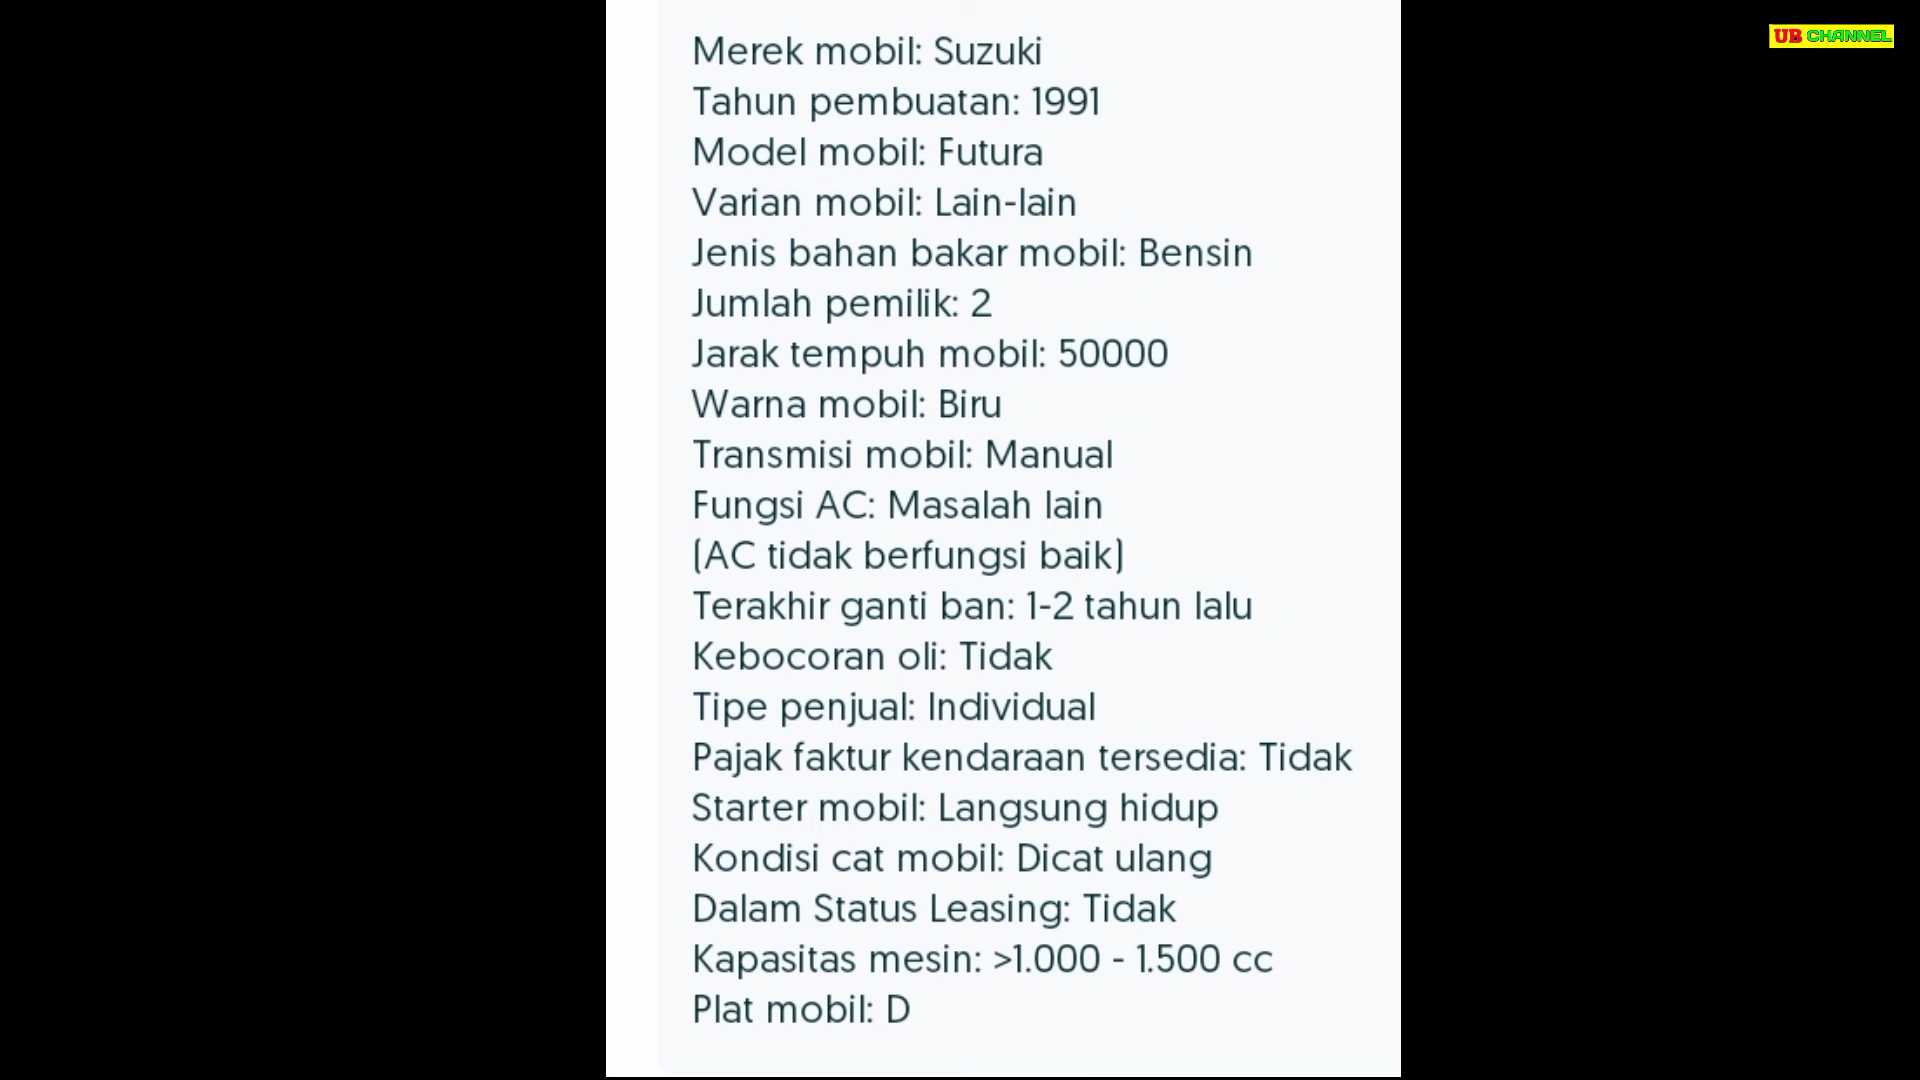 UB CHANNEL
Merek mobil: Suzuki
Tahun pembuatan: 1991
Model mobil: Futura
Varian mobil: Lain-lain
Jenis bahan bakar mobil: Bensin
Jumlah pemilik: 2
Jarak tempuh mobil: 50000
Warna mobil: Biru
Transmisi mobil: Manual
Fungsi AC: Masalah lain
(AC tidak berfungsi baik)
Terakhir ganti ban: 1-2 tahun lalu
Kebocoran oli: Tidak
Tipe penjual: Individual
Pajak faktur kendaraan tersedia: Tidak
Starter mobil: Langsung hidup
Kondisi cat mobil: Dicat ulang
Dalam Status Leasing: Tidak
Kapasitas mesin: >1.000 - 1.500 cc
Plat mobil: D